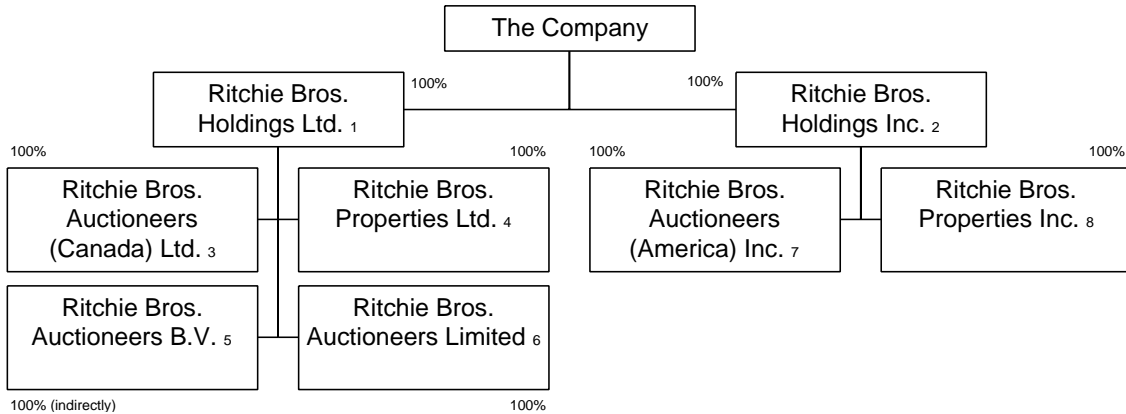 The Company
100%
100%
Ritchie Bros.
Holdings Ltd. 1
Ritchie Bros.
Holdings Inc. 2
100%
100%
100%
100%
Ritchie Bros.
Auctioneers
(Canada) Ltd. 3
Ritchie Bros.
Properties Ltd. 4
Ritchie Bros.
Auctioneers
(America) Inc. 7
Ritchie Bros.
Properties Inc. 8
Ritchie Bros.
Auctioneers B.V. 5
Ritchie Bros.
Auctioneers Limited 6
100% (indirectly)
100%